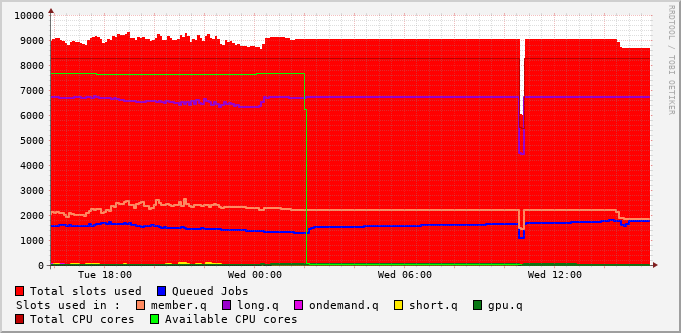 10000
9000
8000
7000
6000
5000
4000
3000
2000
1000
0
Tue 18:00 Wed 00:00 Wed 06:00 Wed 12:00
RRDTOOL / TOBI OETIKER
Total slots used Queued Jobs
Slots used in : member.q long.q ondemand.q short.q gpu.q
Total CPU cores Available CPU cores